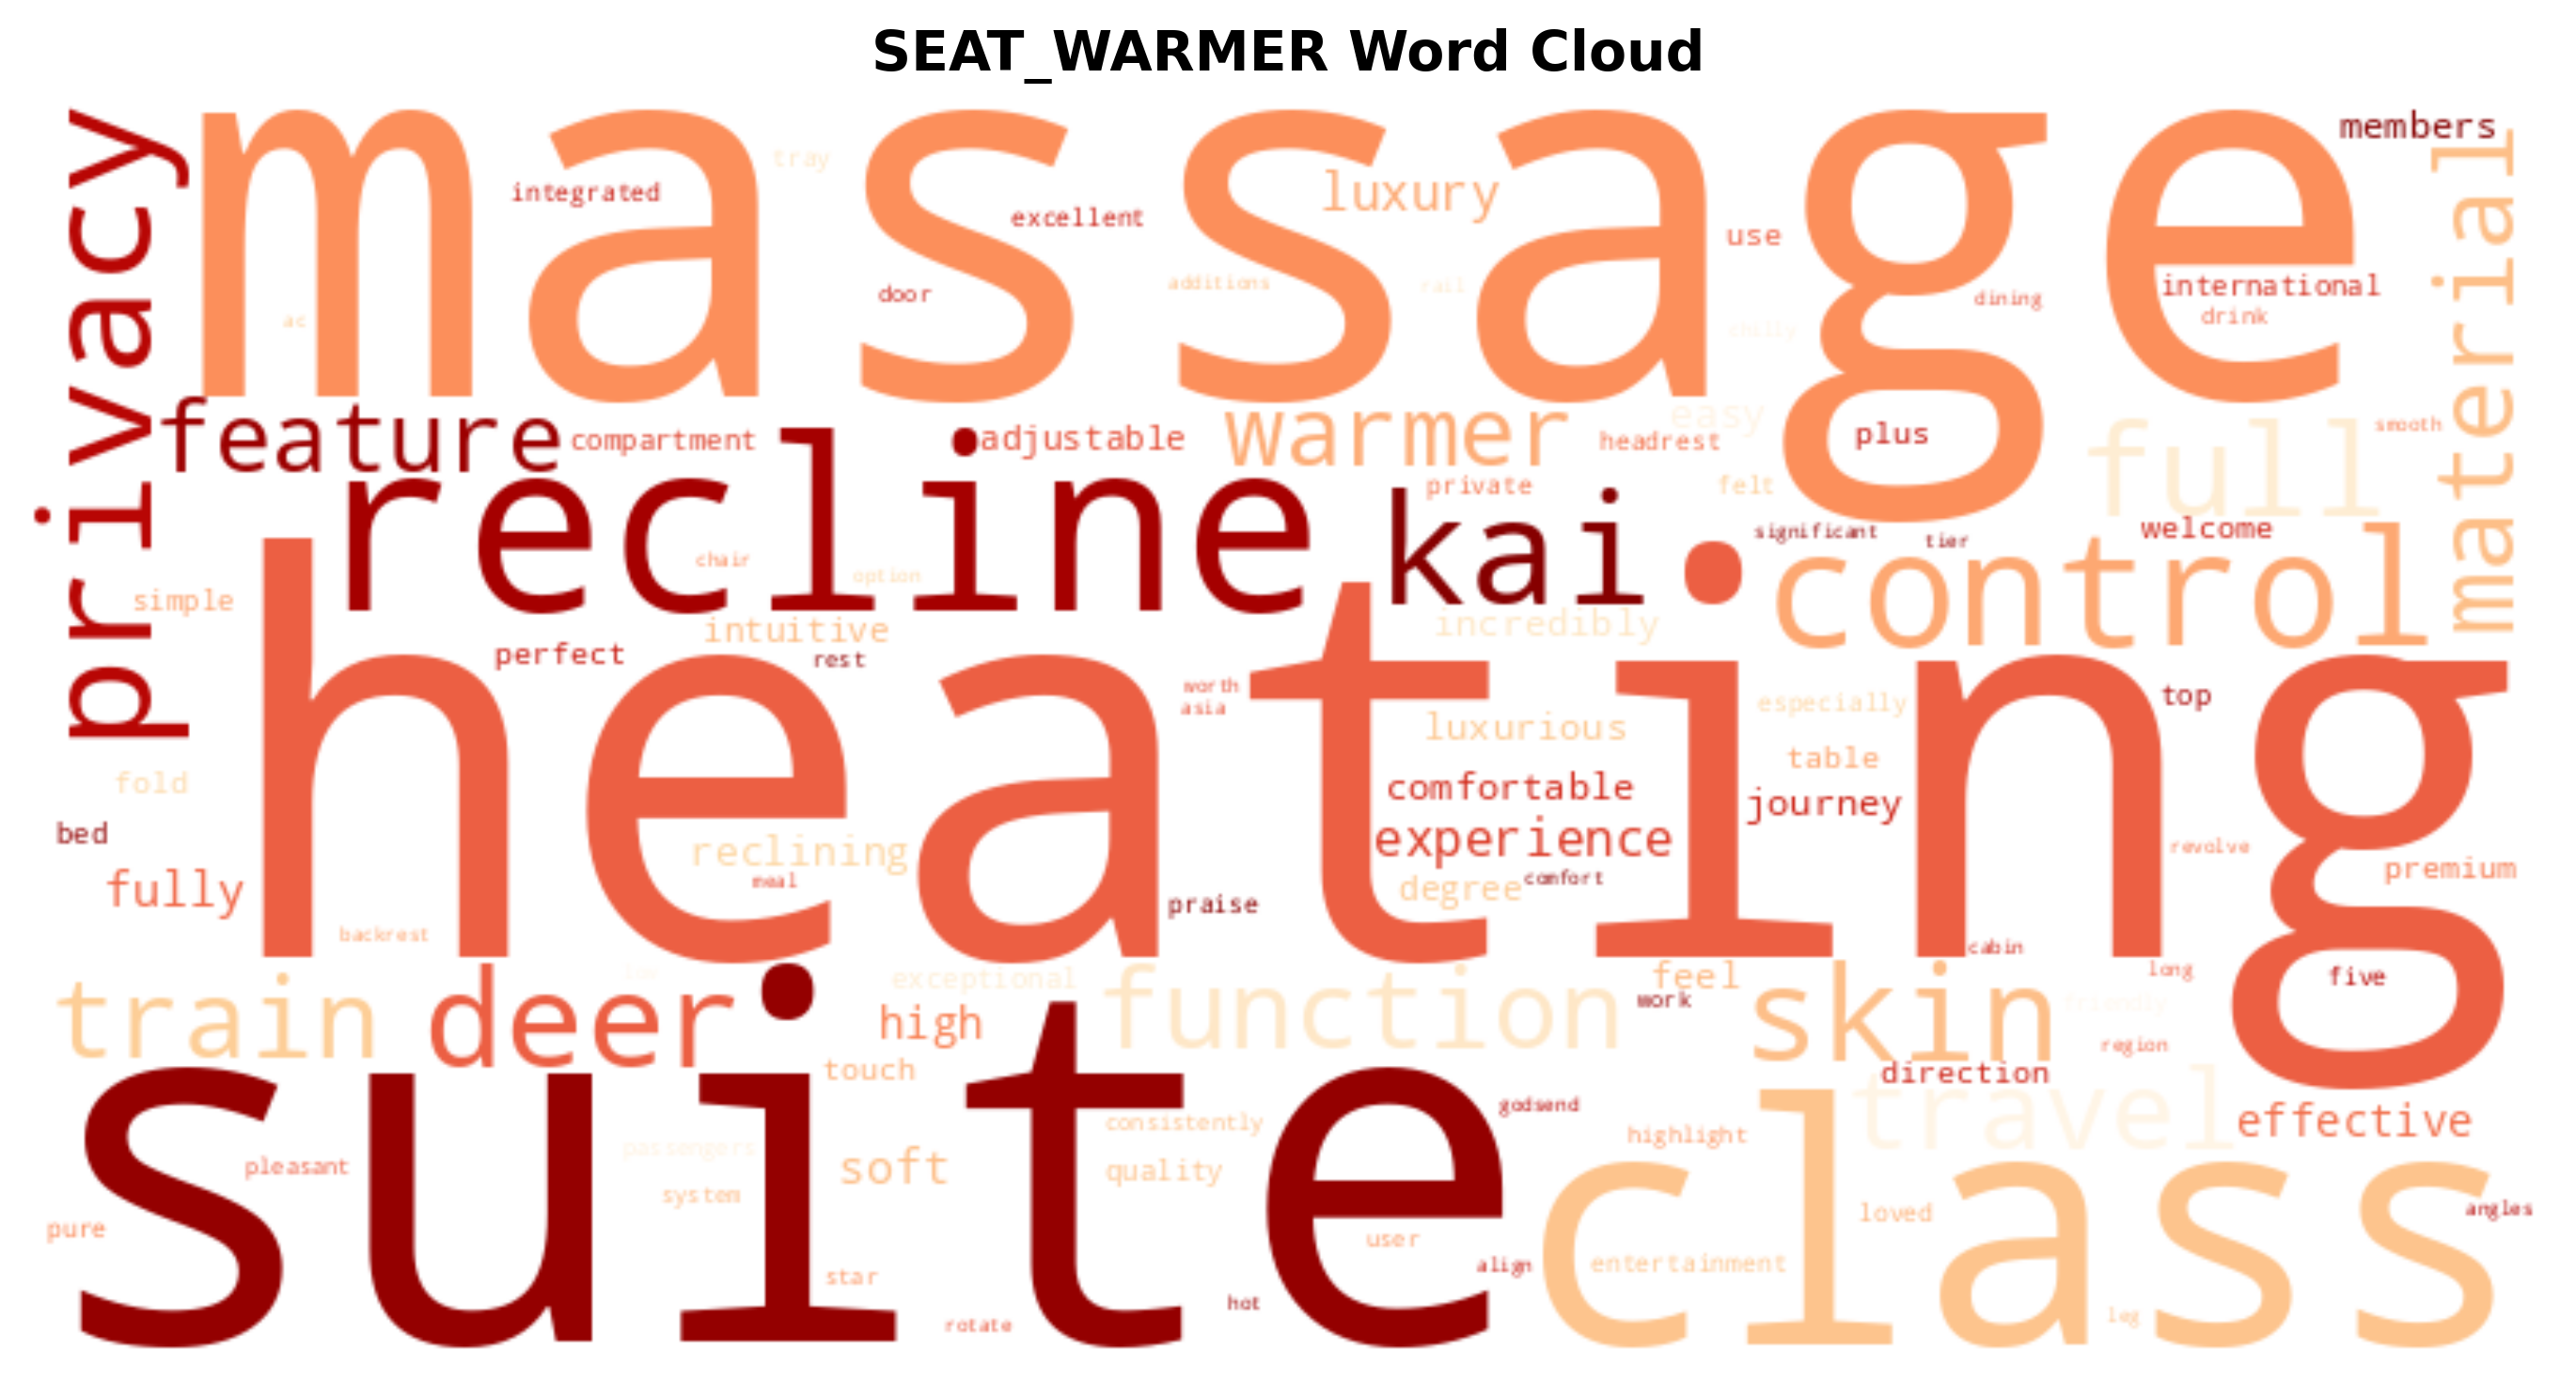 SEAT_WARMER Word Cloud
massage
privacy
members
material
tray
integrated
luxury
excellent
use
door
additions
rail
international
dining
drink
ac
chilly
feature
compartment
adjustable
warmer
easy
headrest
plus
full
smooth
recline
private
felt
kai
significant
tier
welcome
control
chair
option
simple
intuitive
incredibly
perfect
rest
heating
worth
asia
top
especially
luxurious
table
fold
comfortable
journey
bed
experience
reclining
revolve
premium
meal
degree
comfort
fully
praise
backrest
cabin
train
deer
exceptional
function
feel
skin
long
five
work
friendly
high
region
touch
direction
suite
travel
godsend
effective
consistently
highlight
passengers
pleasant
soft
quality
system
class
loved
angles
pure
user
entertainment
align
star
hot
rotate
leg